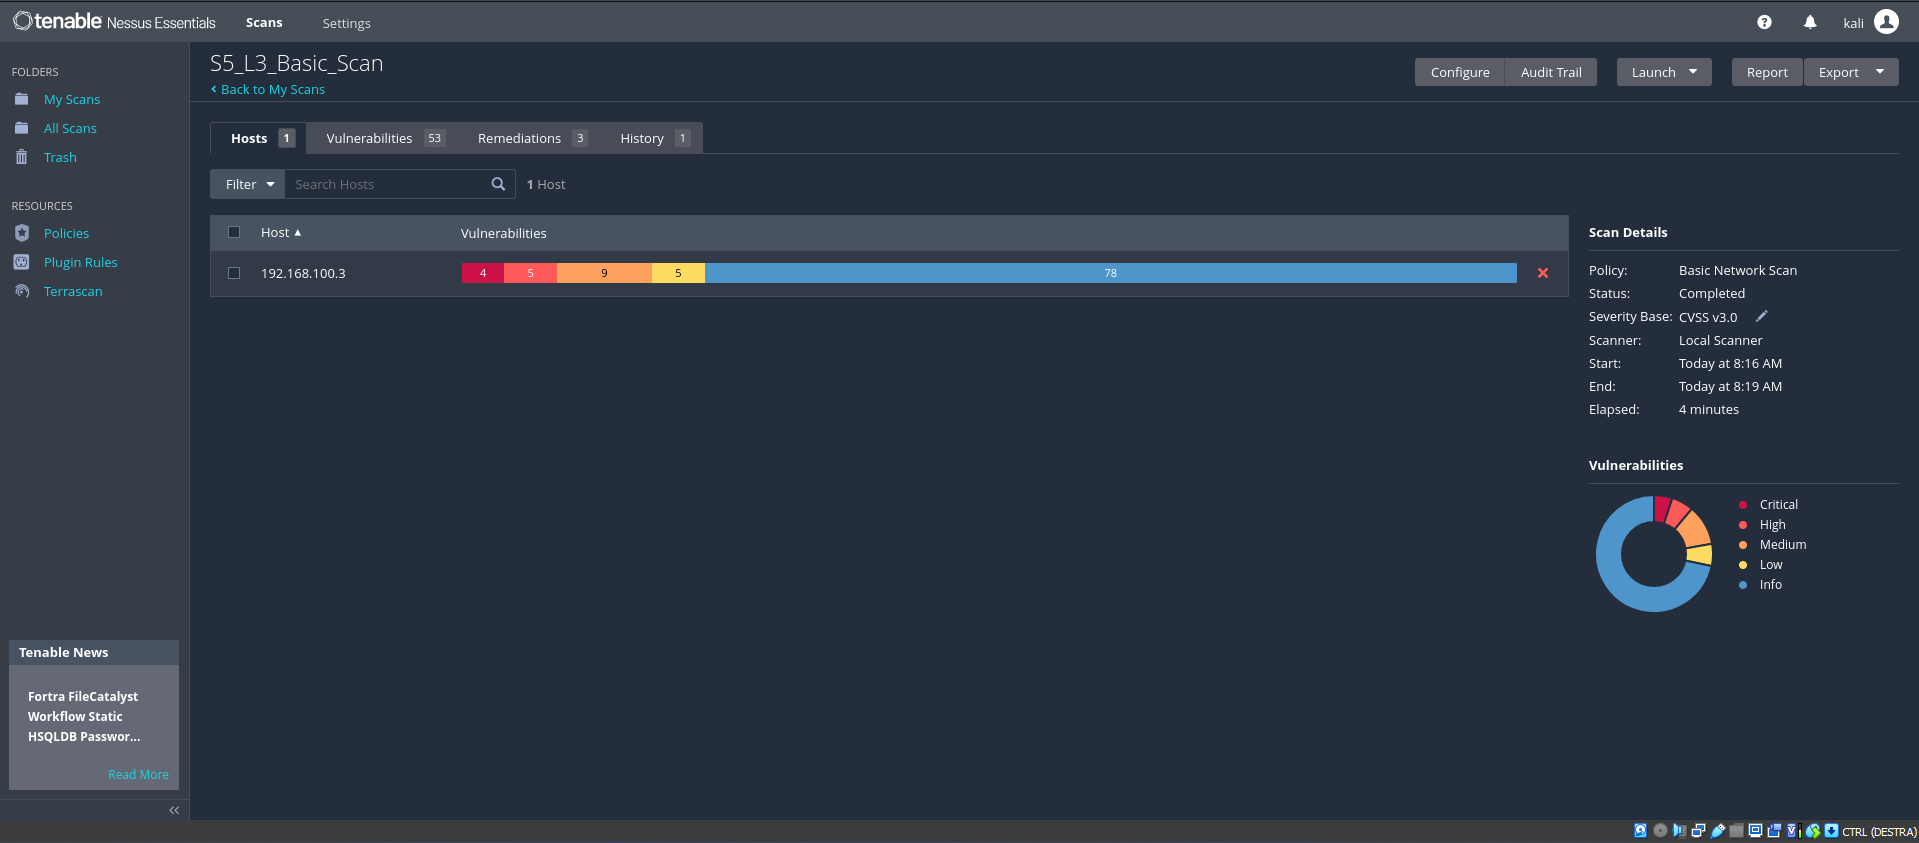 tenable Nessus Essentials Scans Settings kali
FOLDERS
My Scans
All Scans
Trash
RESOURCES
Policies
Plugin Rules
Terrascan
Tenable News
Fortra FileCatalyst
Workflow Static
HSQLDB Passwor...
Read More
S5_L3_Basic_Scan
Back to My Scans
Configure Audit Trail Launch Report Export
Hosts 1 Vulnerabilities 53 Remediations 3 History 1
Filter Search Hosts 1 Host
Host Vulnerabilities
192.168.100.3 4 5 9 5 78
Scan Details
Policy: Basic Network Scan
Status: Completed
Severity Base: CVSS v3.0
Scanner: Local Scanner
Start: Today at 8:16 AM
End: Today at 8:19 AM
Elapsed: 4 minutes
Vulnerabilities
Critical
High
Medium
Low
Info
CTRL (DESTRA)